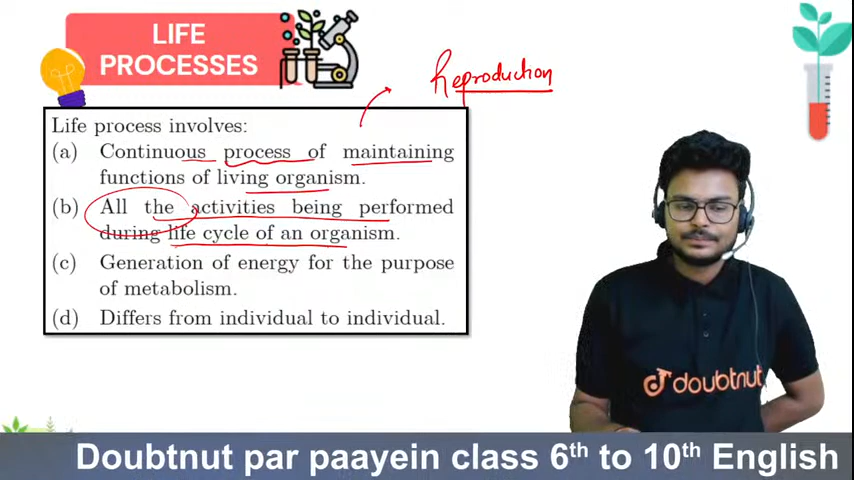 LIFE
PROCESSES
Reproduction
Life process involves:
(a) Continuous process of maintaining
functions of living organism.
(b) All the activities being performed
during life cycle of an organism.
(c) Generation of energy for the purpose
of metabolism.
(d) Differs from individual to individual.
doubtnut
Doubtnut par paayein class 6th to 10th English